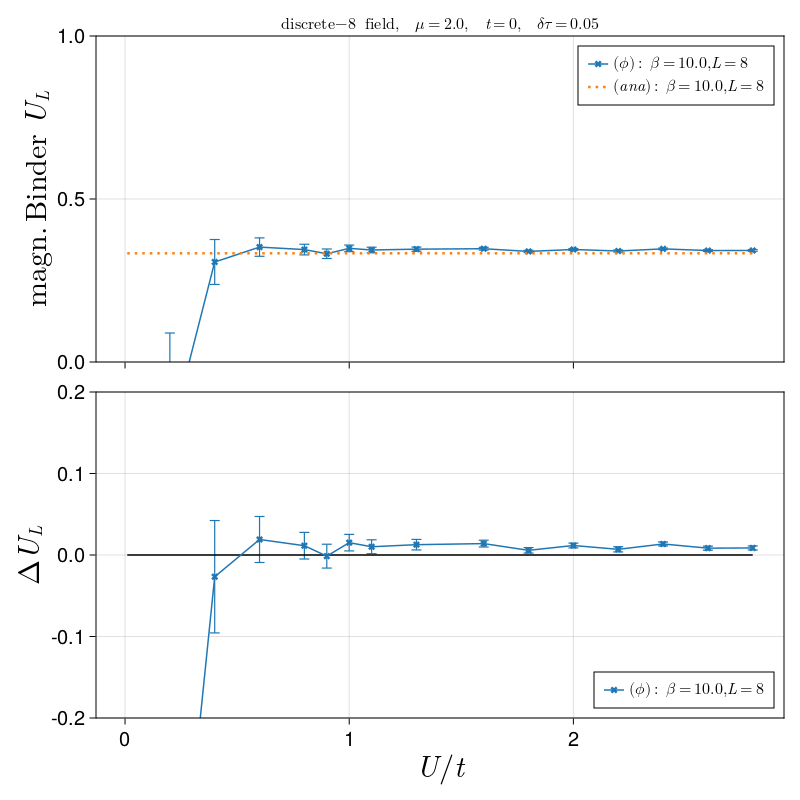 discrete−8 field, μ = 2.0, t = 0, δτ = 0.05
1.0
(ϕ) : β = 10.0, L = 8
(ana) : β = 10.0, L = 8
magn. Binder U_L
0.5
0.0
0.2
0.1
Δ U_L
0.0
-0.1
(ϕ) : β = 10.0, L = 8
-0.2
0 1 2
U/t